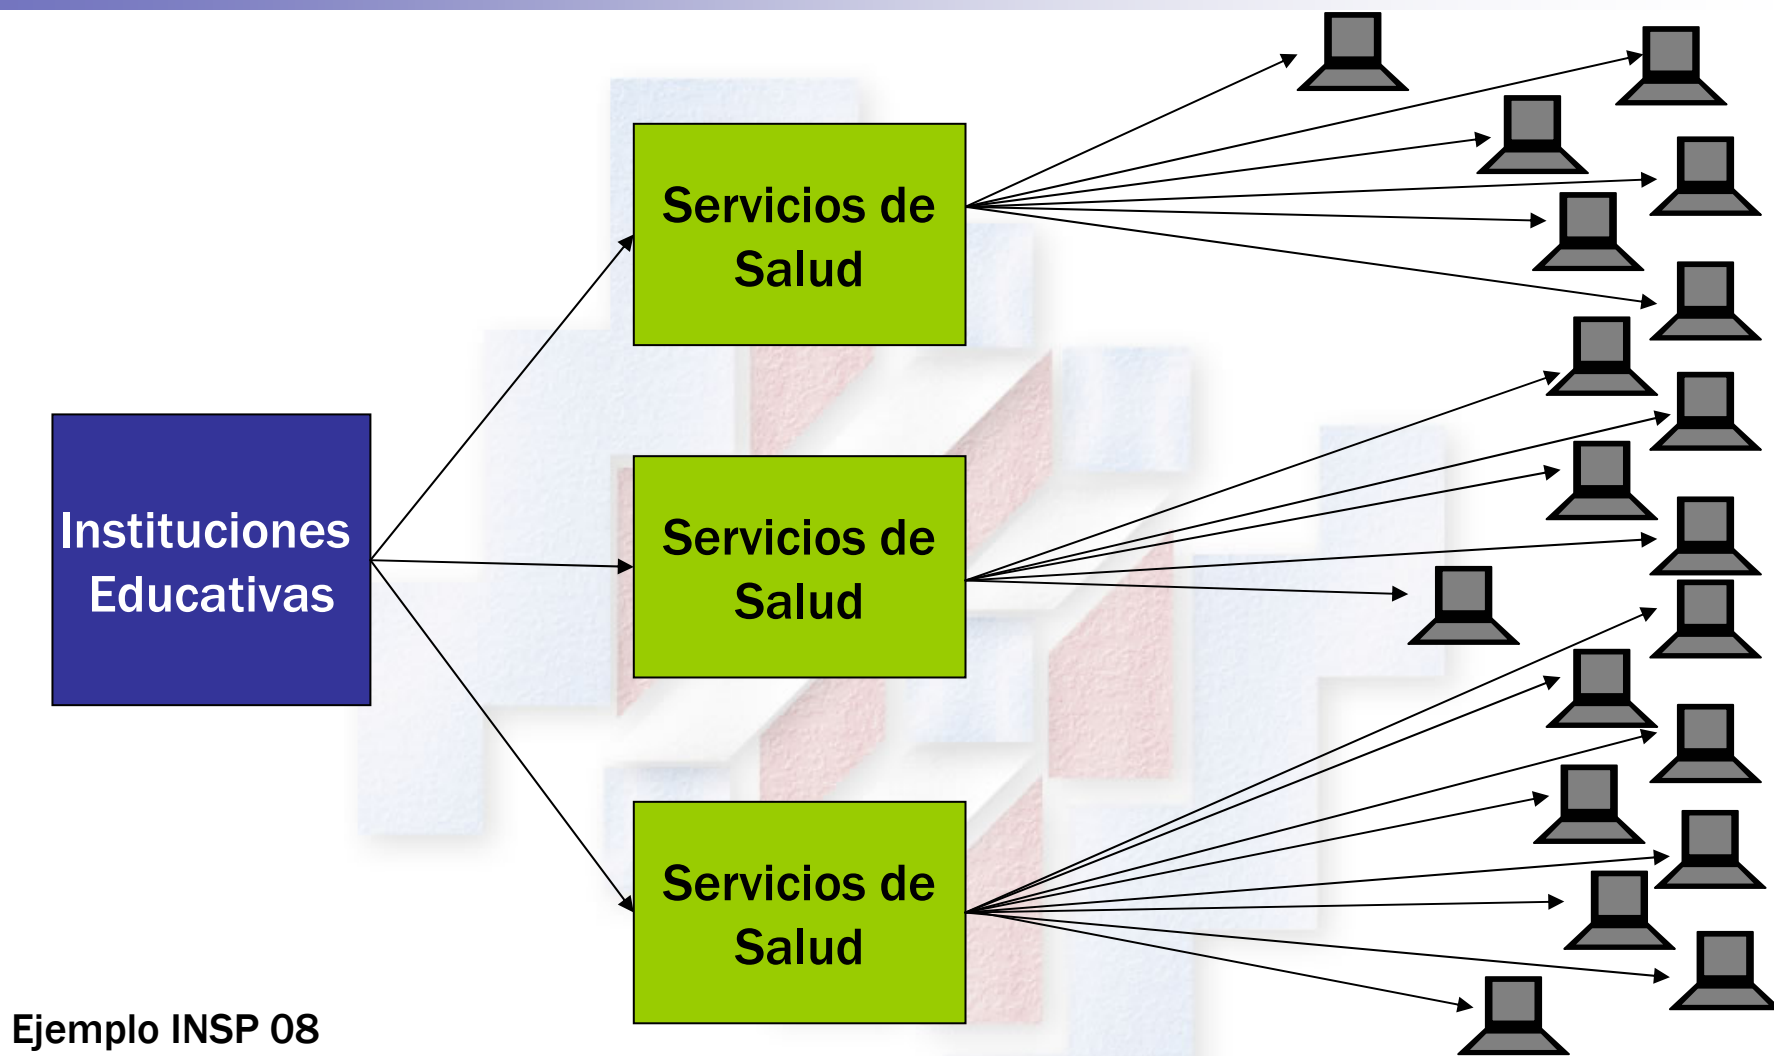 Servicios de
Salud
Instituciones
Educativas
Servicios de
Salud
Servicios de
Salud
Ejemplo INSP 08